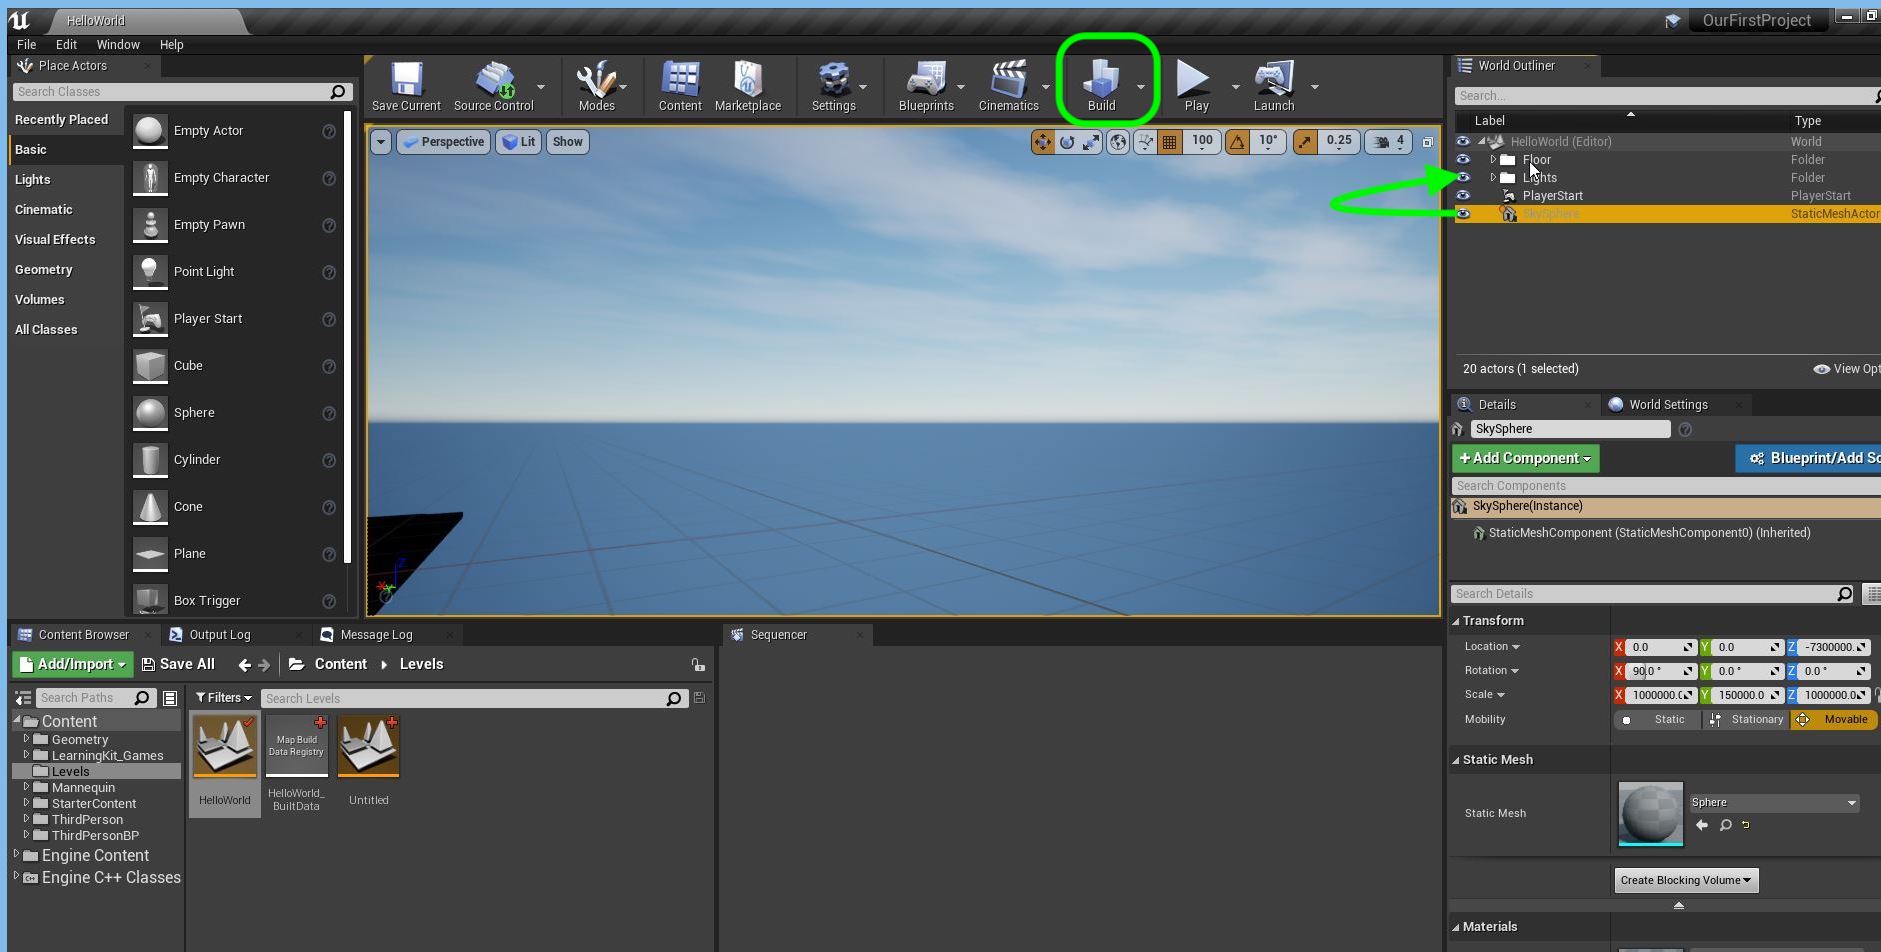 HelloWorld
OurFirstProject
File Edit Window Help
Place Actors
Search Classes
Recently Placed
Basic
Lights
Cinematic
Visual Effects
Geometry
Volumes
All Classes
Empty Actor
Empty Character
Empty Pawn
Point Light
Player Start
Cube
Sphere
Cylinder
Cone
Plane
Box Trigger
Save Current Source Control Modes Content Marketplace Settings Blueprints Cinematics Build Play Launch
Perspective Lit Show 100 10° 0.25 4
X Z
World Outliner
Search...
Label Type
HelloWorld (Editor) World
Floor Folder
Lights Folder
PlayerStart PlayerStart
SkySphere StaticMeshActor
20 actors (1 selected) View Opt
Details World Settings
SkySphere
+Add Component Blueprint/Add Sc
Search Components
SkySphere(Instance)
StaticMeshComponent (StaticMeshComponent0) (Inherited)
Search Details
Transform
Location X 0.0 Y 0.0 Z -7300000.
Rotation X 90.0 ° Y 0.0 ° Z 0.0 °
Scale X 1000000.0 Y 150000.0 Z 1000000.0
Mobility Static Stationary Movable
Static Mesh
Static Mesh Sphere
Create Blocking Volume
Materials
Content Browser Output Log Message Log
Add/Import Save All Content Levels
Search Paths Filters Search Levels
Content
Geometry
LearningKit_Games
Levels
Mannequin
StarterContent
ThirdPerson
ThirdPersonBP
Engine Content
Engine C++ Classes
HelloWorld
Map Build
Data Registry
HelloWorld_
BuiltData
Untitled
Sequencer